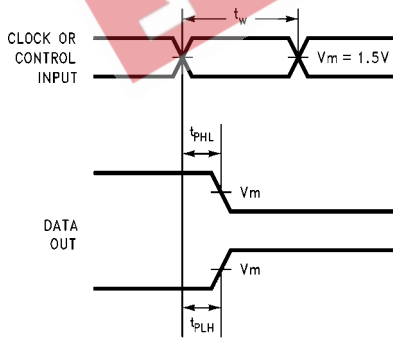 t_W
CLOCK OR
CONTROL
INPUT
Vm = 1.5V
t_PHL
Vm
DATA
OUT
Vm
t_PLH